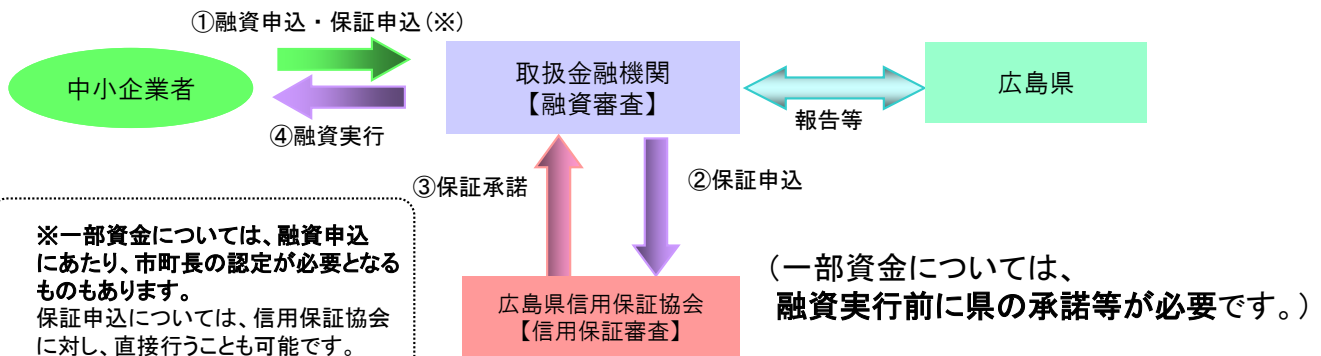 ①融資申込・保証申込(※)
中小企業者
取扱金融機関
【融資審査】
広島県
報告等
④融資実行
③保証承諾
②保証申込
※一部資金については、融資申込
にあたり、市町長の認定が必要となる
ものもあります。
保証申込については、信用保証協会
に対し、直接行うことも可能です。
広島県信用保証協会
【信用保証審査】
(一部資金については、
融資実行前に県の承諾等が必要です。)